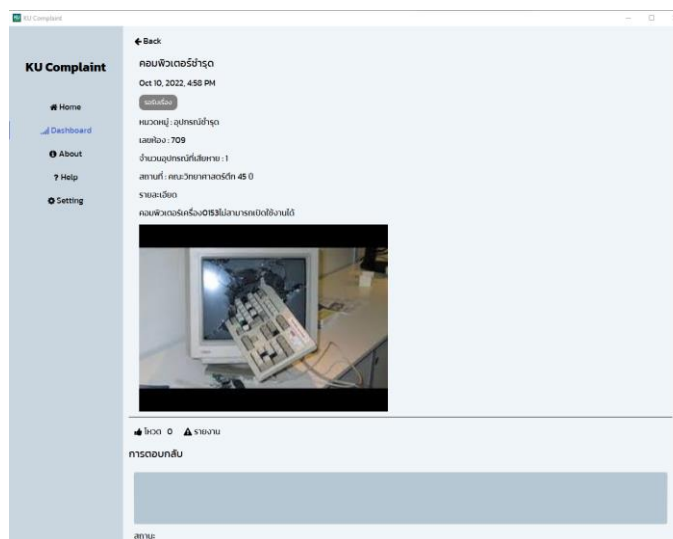 KU Complaint
Back
KU Complaint
คอมพิวเตอร์ชำรุด
Oct 10, 2022, 4:58 PM
Home
รอรับเรื่อง
Dashboard
หมวดหมู่ : อุปกรณ์ชำรุด
เลขห้อง : 709
About
จำนวนอุปกรณ์ที่เสียหาย : 1
? Help
สถานที่ : คณะวิทยาศาสตร์ตึก 45 ปี
รายละเอียด
Setting
คอมพิวเตอร์เครื่อง0153ไม่สามารถเปิดใช้งานได้
โหวต 0 รายงาน
การตอบกลับ
สถานะ